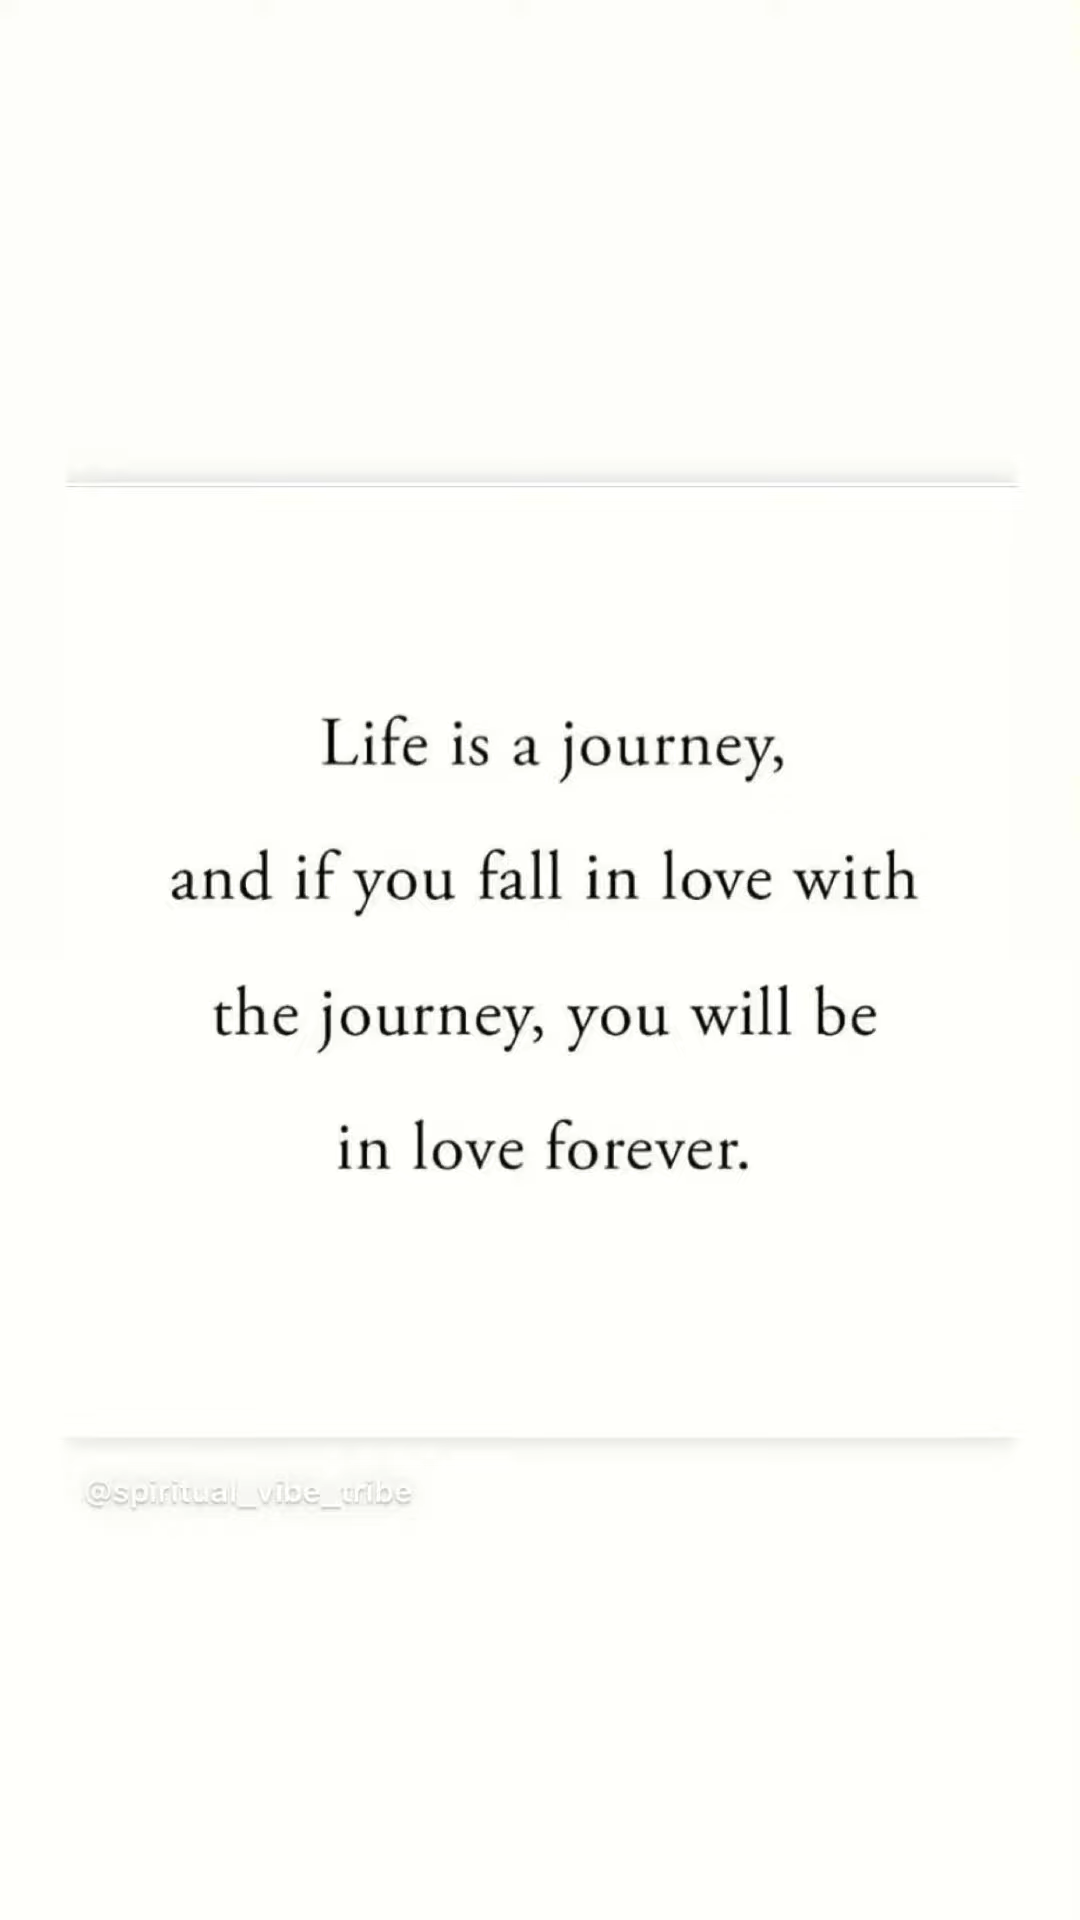 Life is a journey,
and if you fall in love with
the journey, you will be
in love forever.
@spiritual_vibe_tribe